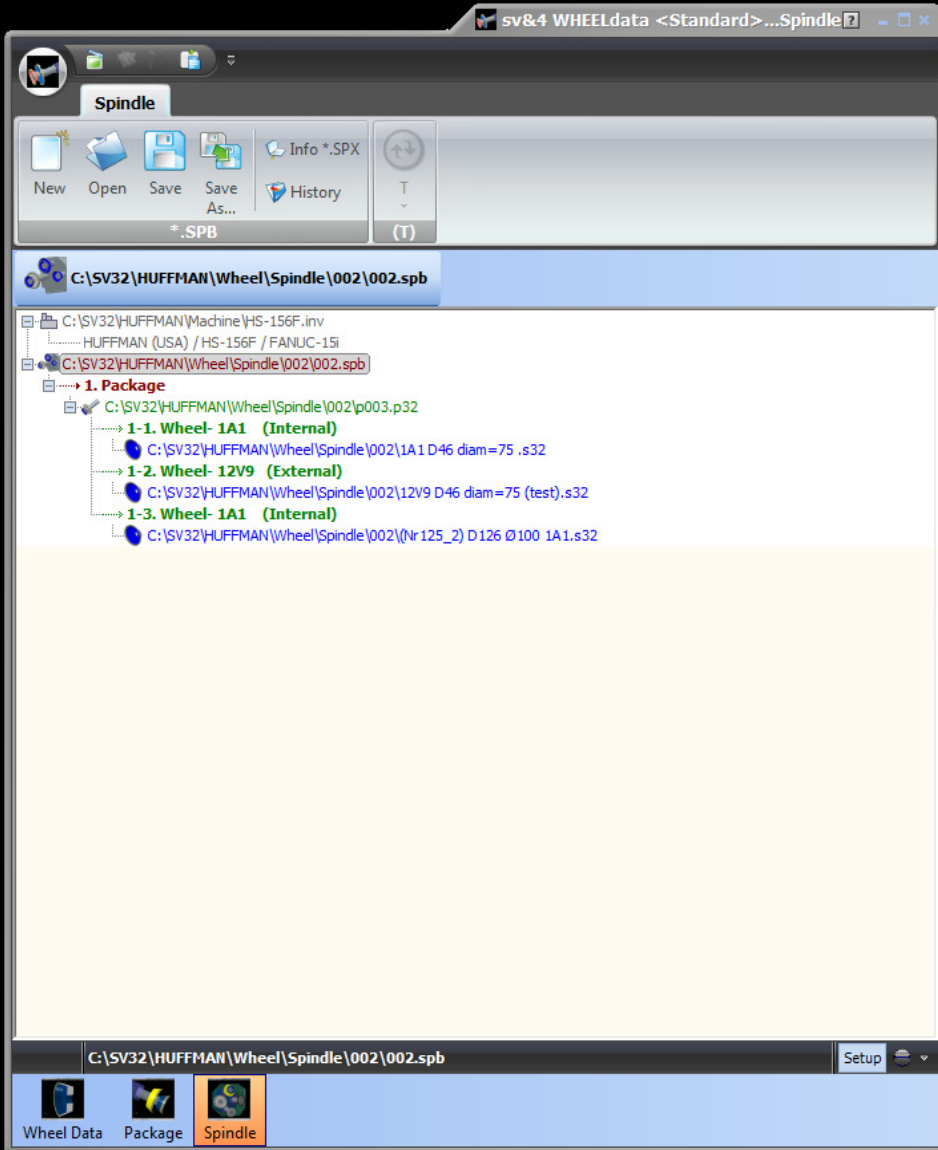 sv&4 WHEELdata <Standard>...Spindle
Spindle
New
Open
Save
Save As...
Info *.SPX
History
*.SPB
T
(T)
C:\SV32\HUFFMAN\Wheel\Spindle\002\002.spb
C:\SV32\HUFFMAN\Machine\HS-156F.inv
HUFFMAN (USA) / HS-156F / FANUC-15i
C:\SV32\HUFFMAN\Wheel\Spindle\002\002.spb
1. Package
C:\SV32\HUFFMAN\Wheel\Spindle\002\p003.p32
1-1. Wheel- 1A1 (Internal)
C:\SV32\HUFFMAN\Wheel\Spindle\002\1A1 D46 diam=75 .s32
1-2. Wheel- 12V9 (External)
C:\SV32\HUFFMAN\Wheel\Spindle\002\12V9 D46 diam=75 (test).s32
1-3. Wheel- 1A1 (Internal)
C:\SV32\HUFFMAN\Wheel\Spindle\002\(Nr125_2) D126 Ø100 1A1.s32
C:\SV32\HUFFMAN\Wheel\Spindle\002\002.spb
Setup
Wheel Data
Package
Spindle